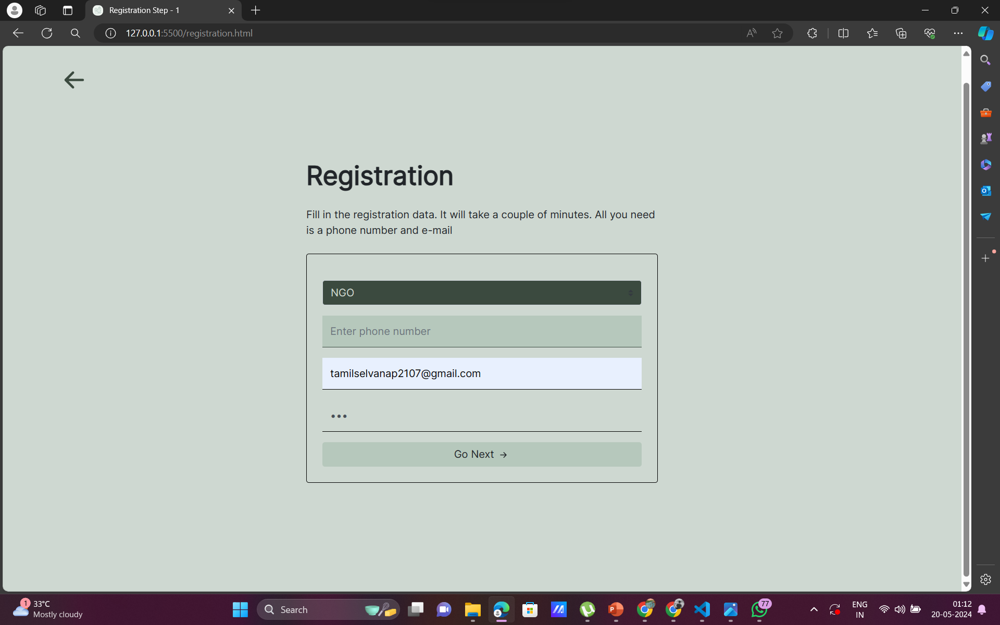 Registration Step - 1
127.0.0.1:5500/registration.html
Registration
Fill in the registration data. It will take a couple of minutes. All you need
is a phone number and e-mail
NGO
Enter phone number
tamilselvanap2107@gmail.com
•••
Go Next →
1
33°C
Mostly cloudy
Search
77
ENG
IN
01:12
20-05-2024